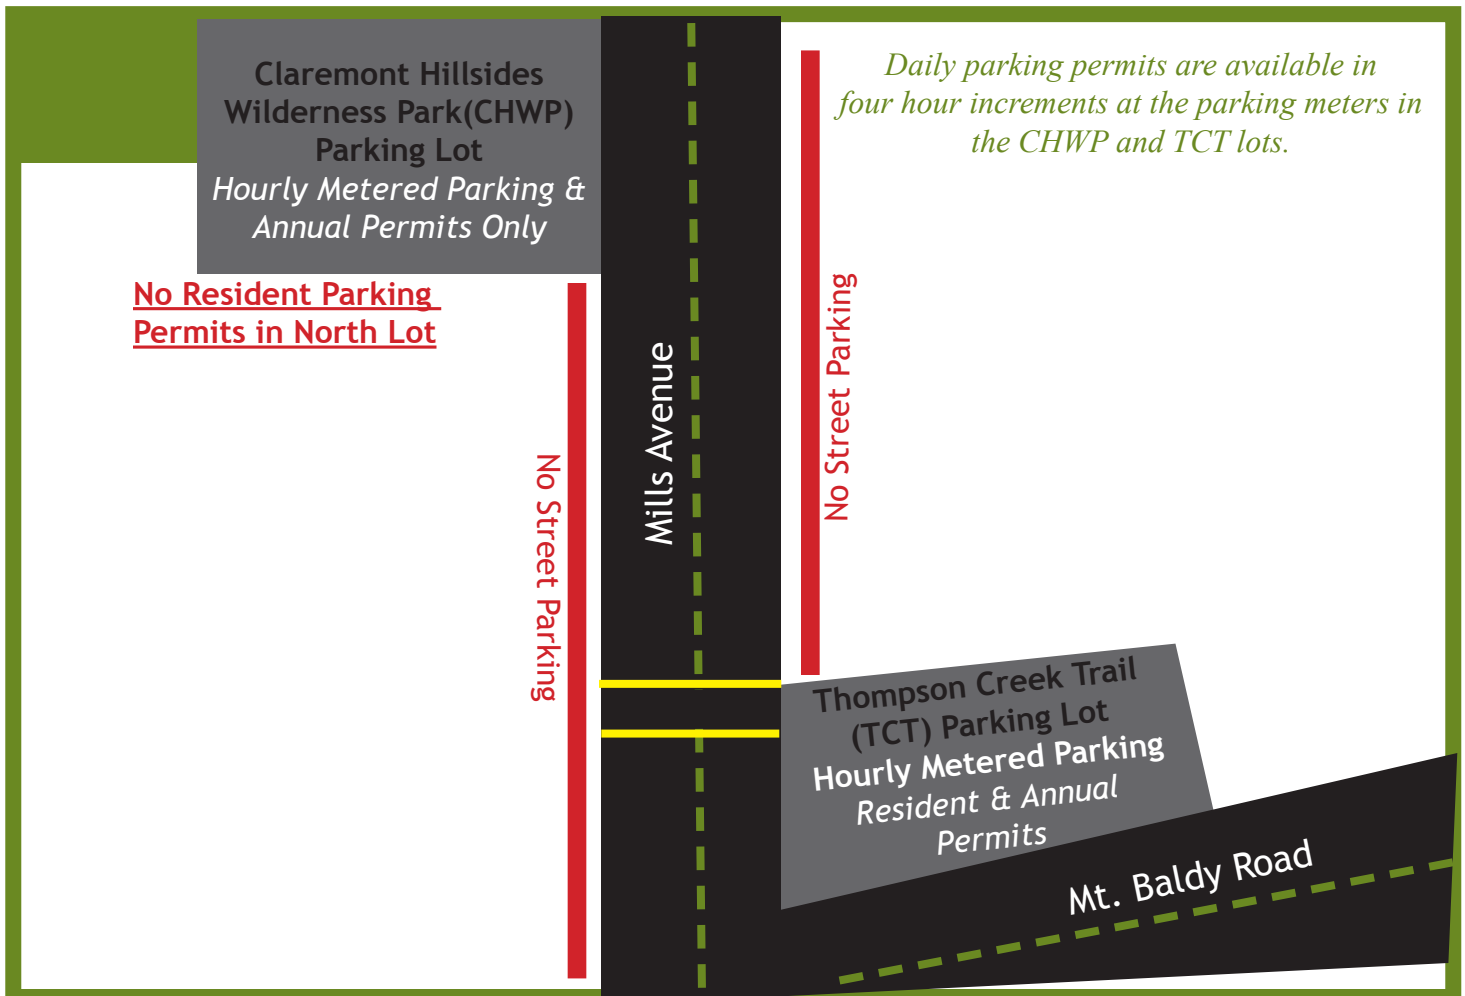 Claremont Hillsides
Wilderness Park(CHWP)
Parking Lot
Hourly Metered Parking &
Annual Permits Only
Daily parking permits are available in
four hour increments at the parking meters in
the CHWP and TCT lots.
No Resident Parking
Permits in North Lot
No Street Parking
Mills Avenue
No Street Parking
Thompson Creek Trail
(TCT) Parking Lot
Hourly Metered Parking
Resident & Annual
Permits
Mt. Baldy Road